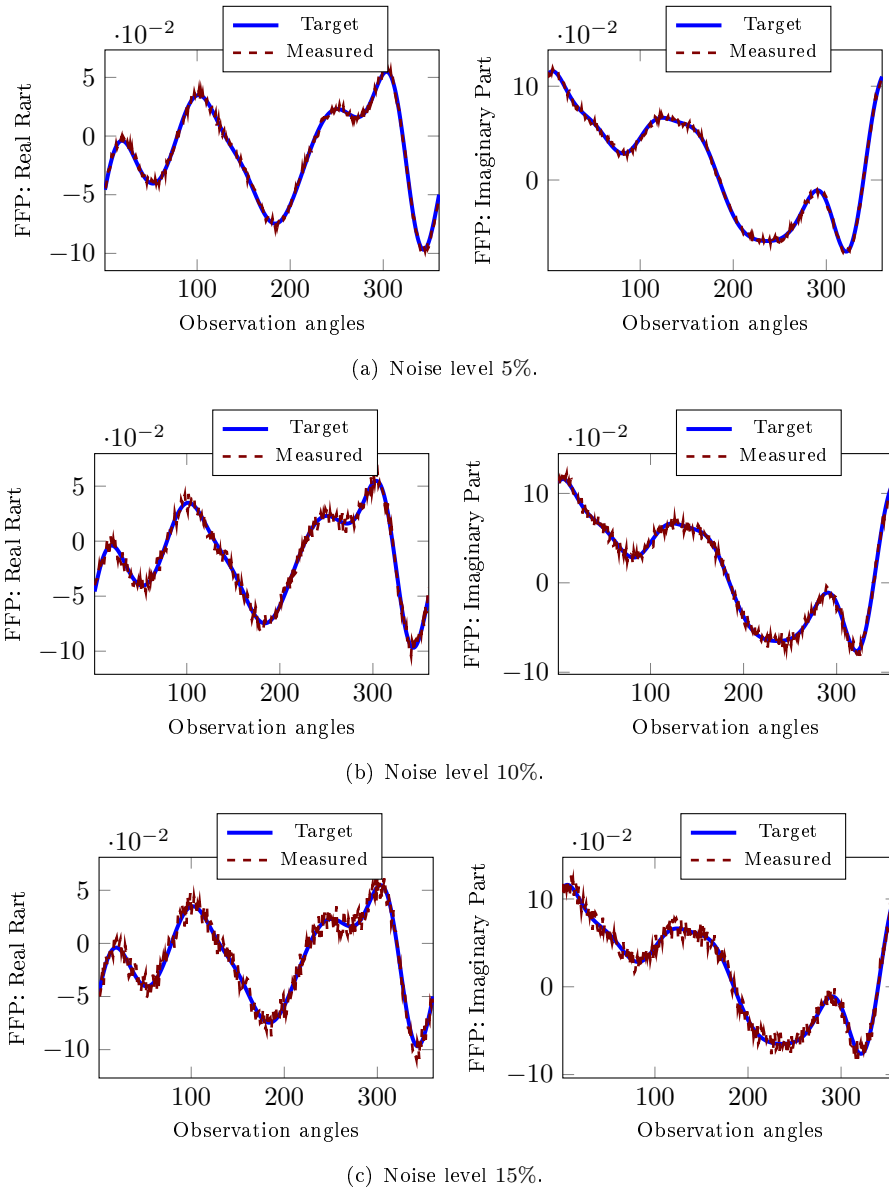 Target
Measured
·10−2
5
0
−5
−10
FFP: Real Rart
100 200 300
Observation angles
Target
Measured
·10−2
10
0
FFP: Imaginary Part
100 200 300
Observation angles
(a) Noise level 5%.
Target
Measured
·10−2
5
0
−5
−10
FFP: Real Rart
100 200 300
Observation angles
Target
Measured
·10−2
10
0
−10
FFP: Imaginary Part
100 200 300
Observation angles
(b) Noise level 10%.
Target
Measured
·10−2
5
0
−5
−10
FFP: Real Rart
100 200 300
Observation angles
Target
Measured
·10−2
10
0
−10
FFP: Imaginary Part
100 200 300
Observation angles
(c) Noise level 15%.